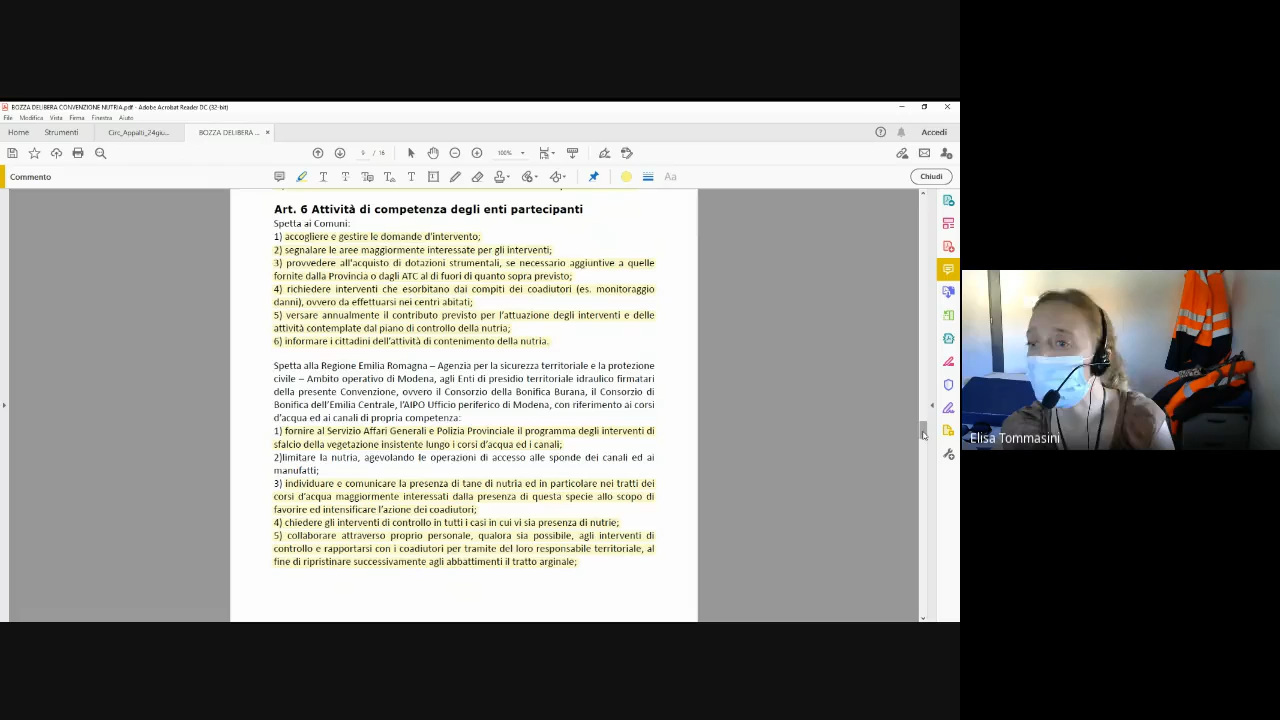 BOZZA DELIBERA CONVENZIONE NUTRIA.pdf - Adobe Acrobat Reader DC (32-bit)
File Modifica Vista Firma Finestra Aiuto
Home Strumenti Circ_Appalti_24giu... BOZZA DELIBERA ... × Accedi
9 / 16 100%
Commento Aa Chiudi
Art. 6 Attività di competenza degli enti partecipanti
Spetta ai Comuni:
1) accogliere e gestire le domande d'intervento;
2) segnalare le aree maggiormente interessate per gli interventi;
3) provvedere all'acquisto di dotazioni strumentali, se necessario aggiuntive a quelle
fornite dalla Provincia o dagli ATC al di fuori di quanto sopra previsto;
4) richiedere interventi che esorbitano dai compiti dei coadiutori (es. monitoraggio
danni), ovvero da effettuarsi nei centri abitati;
5) versare annualmente il contributo previsto per l'attuazione degli interventi e delle
attività contemplate dal piano di controllo della nutria;
6) informare i cittadini dell'attività di contenimento della nutria.
Spetta alla Regione Emilia Romagna – Agenzia per la sicurezza territoriale e la protezione
civile – Ambito operativo di Modena, agli Enti di presidio territoriale idraulico firmatari
della presente Convenzione, ovvero il Consorzio della Bonifica Burana, il Consorzio di
Bonifica dell'Emilia Centrale, l'AIPO Ufficio periferico di Modena, con riferimento ai corsi
d'acqua ed ai canali di propria competenza:
1) fornire al Servizio Affari Generali e Polizia Provinciale il programma degli interventi di
sfalcio della vegetazione insistente lungo i corsi d'acqua ed i canali;
2)limitare la nutria, agevolando le operazioni di accesso alle sponde dei canali ed ai
manufatti;
3) individuare e comunicare la presenza di tane di nutria ed in particolare nei tratti dei
corsi d'acqua maggiormente interessati dalla presenza di questa specie allo scopo di
favorire ed intensificare l'azione dei coadiutori;
4) chiedere gli interventi di controllo in tutti i casi in cui vi sia presenza di nutrie;
5) collaborare attraverso proprio personale, qualora sia possibile, agli interventi di
controllo e rapportarsi con i coadiutori per tramite del loro responsabile territoriale, al
fine di ripristinare successivamente agli abbattimenti il tratto arginale;
Elisa Tommasini